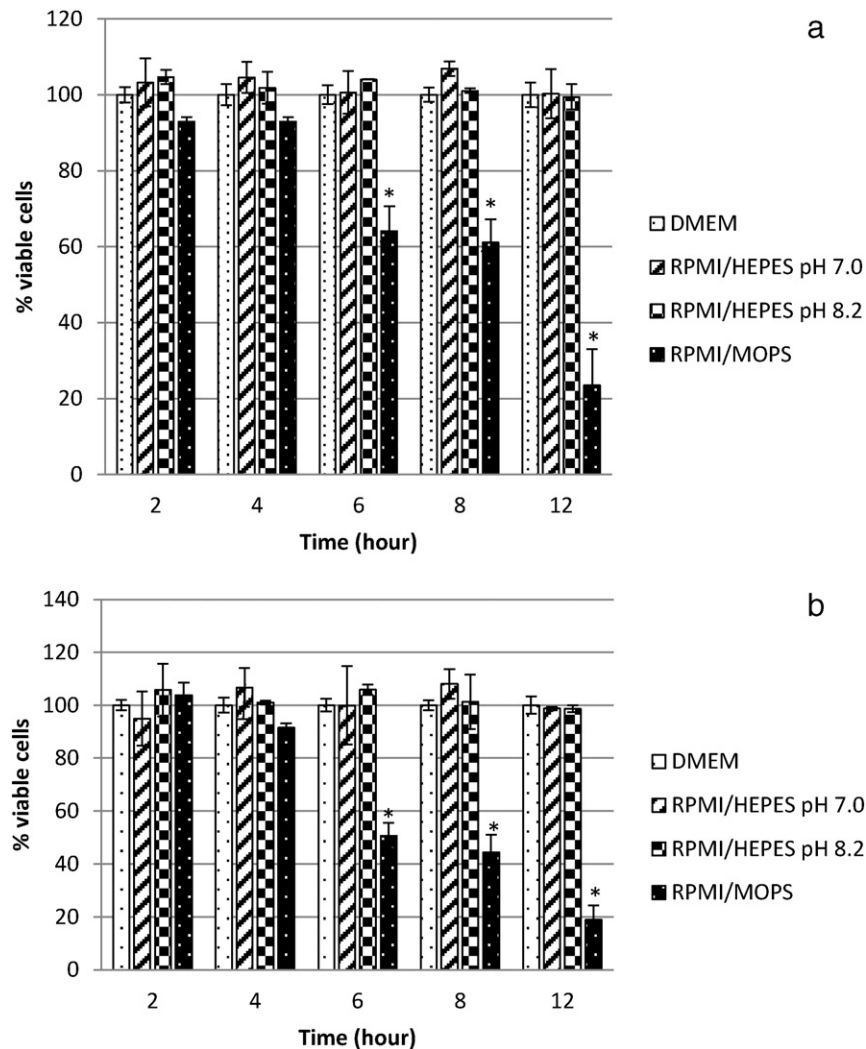 a
120
100
80
60
40
20
0
% viable cells
* * *
2 4 6 8 12
Time (hour)
DMEM
RPMI/HEPES pH 7.0
RPMI/HEPES pH 8.2
RPMI/MOPS
b
140
120
100
80
60
40
20
0
% viable cells
* * *
2 4 6 8 12
Time (hour)
DMEM
RPMI/HEPES pH 7.0
RPMI/HEPES pH 8.2
RPMI/MOPS